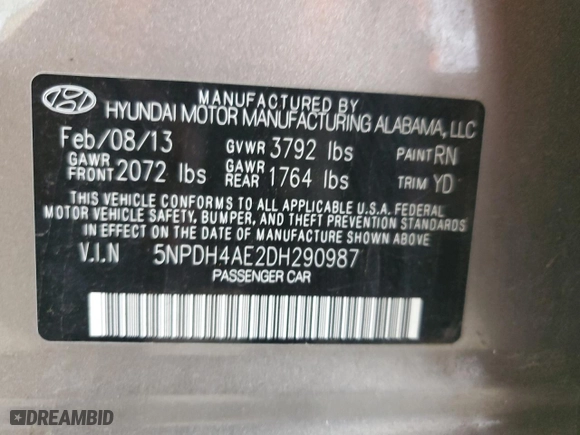 MANUFACTURED BY
HYUNDAI MOTOR MANUFACTURING ALABAMA, LLC
Feb/08/13 GVWR 3792 lbs PAINT RN
GAWR FRONT 2072 lbs GAWR REAR 1764 lbs TRIM YD
THIS VEHICLE CONFORMS TO ALL APPLICABLE U.S.A. FEDERAL
MOTOR VEHICLE SAFETY, BUMPER, AND THEFT PREVENTION STANDARDS
IN EFFECT ON THE DATE OF MANUFACTURE SHOWN ABOVE.
V.I.N 5NPDH4AE2DH290987
PASSENGER CAR
DREAMBID